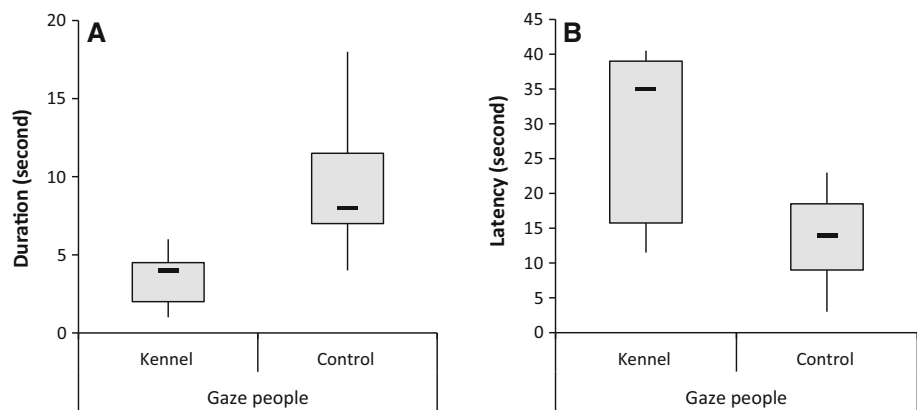 A
Duration (second)
20
15
10
5
0
Kennel Control
Gaze people
B
Latency (second)
45
40
35
30
25
20
15
10
5
0
Kennel Control
Gaze people